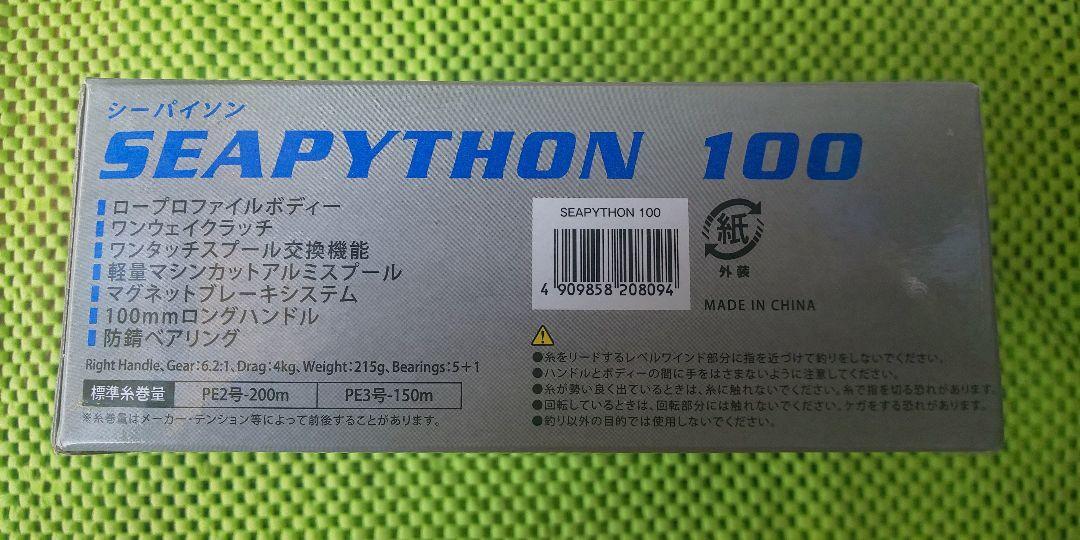 シーパイソン
SEAPYTHON 100
ロープロファイルボディー
ワンウェイクラッチ
ワンタッチスプール交換機能
軽量マシンカットアルミスプール
マグネットブレーキシステム
100mmロングハンドル
防錆ベアリング
Right Handle, Gear:6.2:1, Drag:4kg, Weight:215g, Bearings:5+1
標準糸巻量 PE2号-200m PE3号-150m
※糸巻量はメーカー・テンション等によって前後することがあります。
SEAPYTHON 100
4 909858 208094
紙
外装
MADE IN CHINA
●糸をリードするレベルワインド部分に指を近づけて釣りをしないでください。
●ハンドルとボディーの間に手をはさまないように注意してください。
●糸が勢い良く出ているときは、糸に触れないでください。糸で指を切る恐れがあります。
●回転しているときは、回転部分には触れないでください。ケガをする恐れがあります。
●釣り以外の目的では使用しないでください。